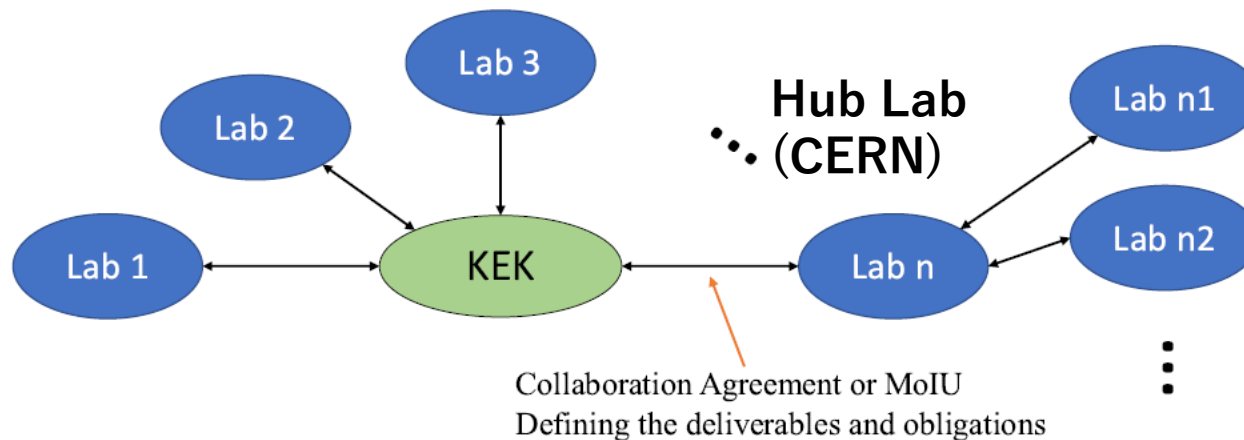 Lab 3
Lab 2
Hub Lab
(CERN)
Lab n1
Lab 1
KEK
Lab n
Lab n2
Collaboration Agreement or MoIU
Defining the deliverables and obligations